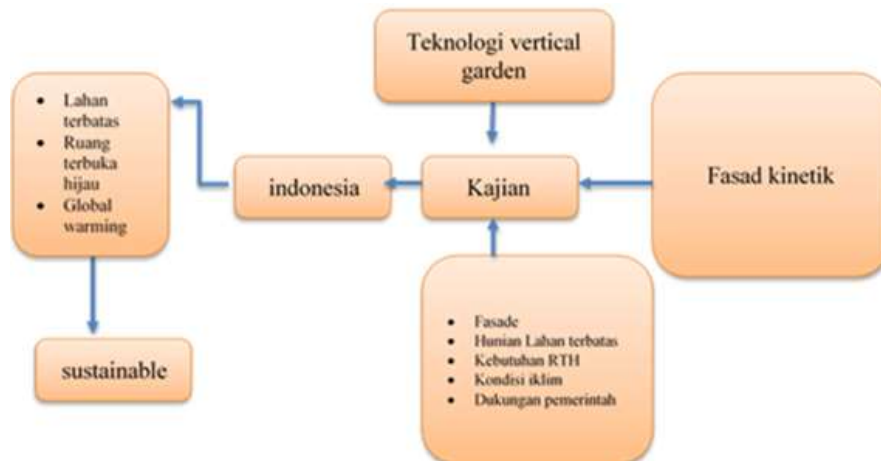 Teknologi vertical
garden
• Lahan
terbatas
• Ruang
terbuka
hijau
• Global
warming
indonesia
Kajian
Fasad kinetik
• Fasade
• Hunian Lahan terbatas
• Kebutuhan RTH
• Kondisi iklim
• Dukungan pemerintah
sustainable